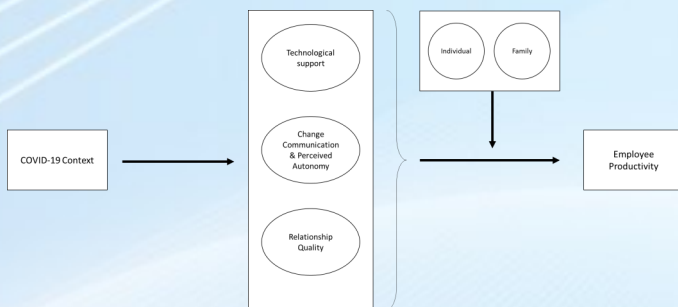 COVID-19 Context
Technological
support
Change
Communication
& Perceived
Autonomy
Relationship
Quality
Individual
Family
Employee
Productivity